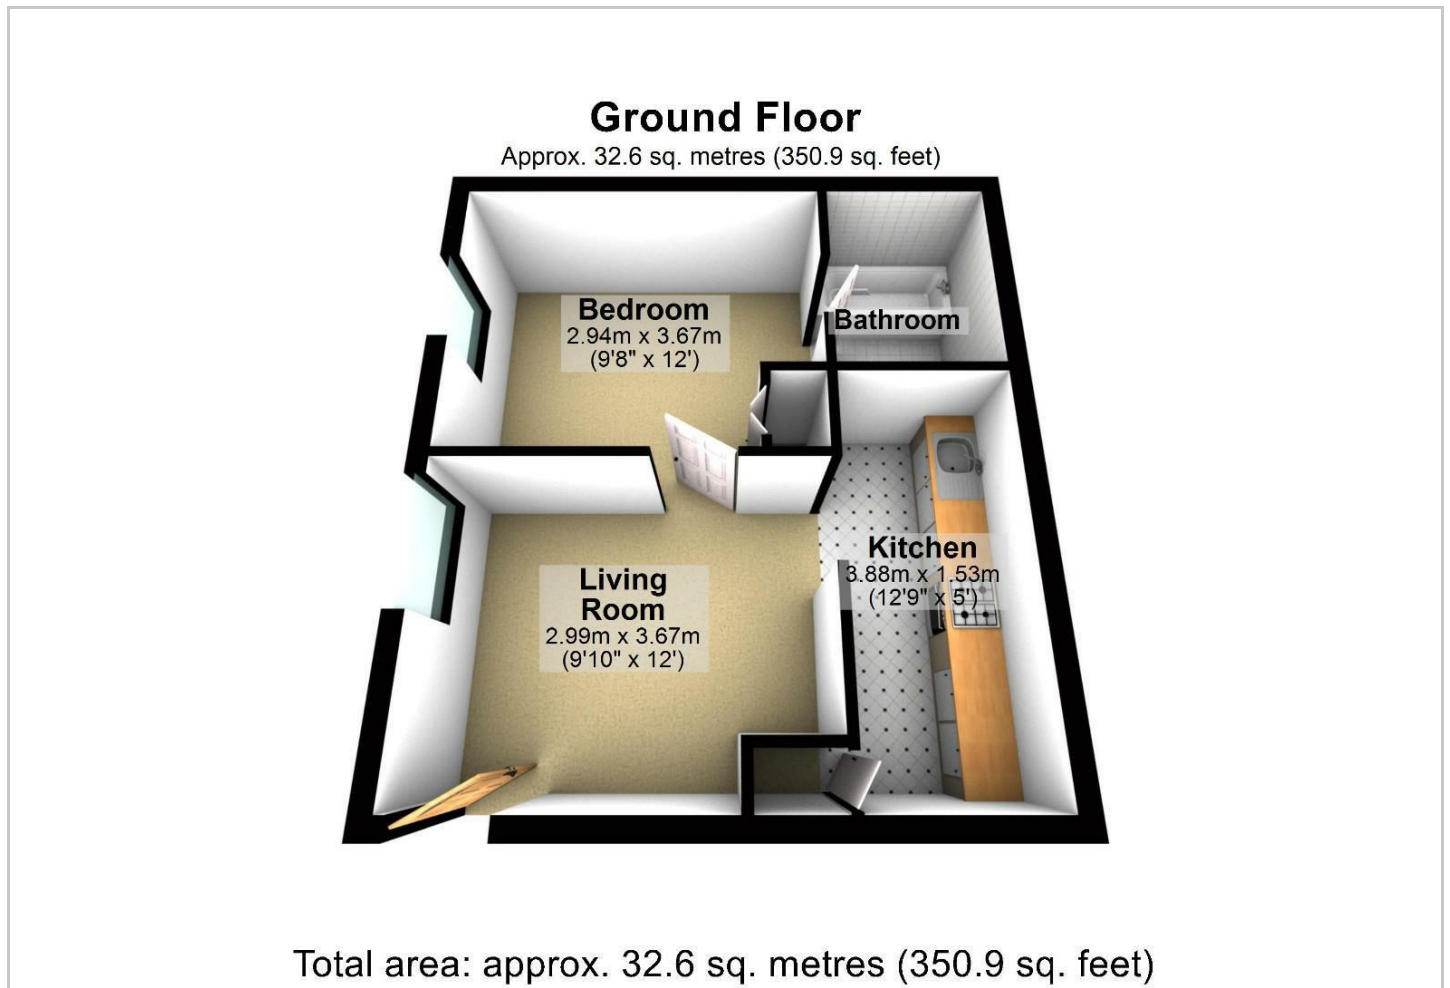 Ground Floor
Approx. 32.6 sq. metres (350.9 sq. feet)
Bedroom
2.94m x 3.67m
(9'8" x 12')
Bathroom
Kitchen
3.88m x 1.53m
(12'9" x 5')
Living
Room
2.99m x 3.67m
(9'10" x 12')
Total area: approx. 32.6 sq. metres (350.9 sq. feet)